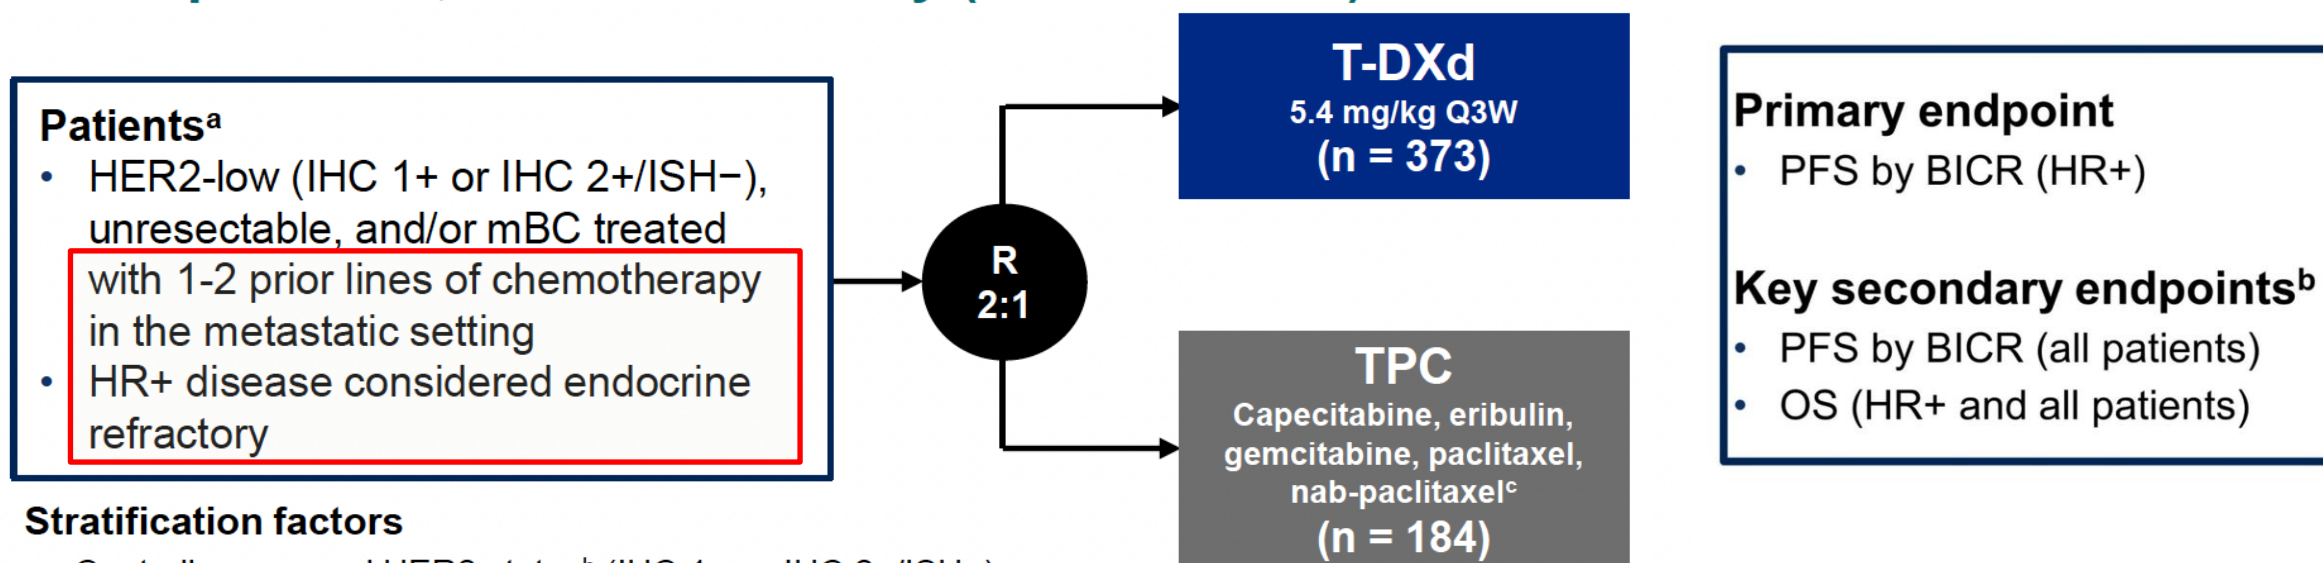 Patientsᵃ
• HER2-low (IHC 1+ or IHC 2+/ISH−),
unresectable, and/or mBC treated
with 1-2 prior lines of chemotherapy
in the metastatic setting
• HR+ disease considered endocrine
refractory
Stratification factors
R
2:1
T-DXd
5.4 mg/kg Q3W
(n = 373)
TPC
Capecitabine, eribulin,
gemcitabine, paclitaxel,
nab-paclitaxelᶜ
(n = 184)
Primary endpoint
• PFS by BICR (HR+)
Key secondary endpointsᵇ
• PFS by BICR (all patients)
• OS (HR+ and all patients)